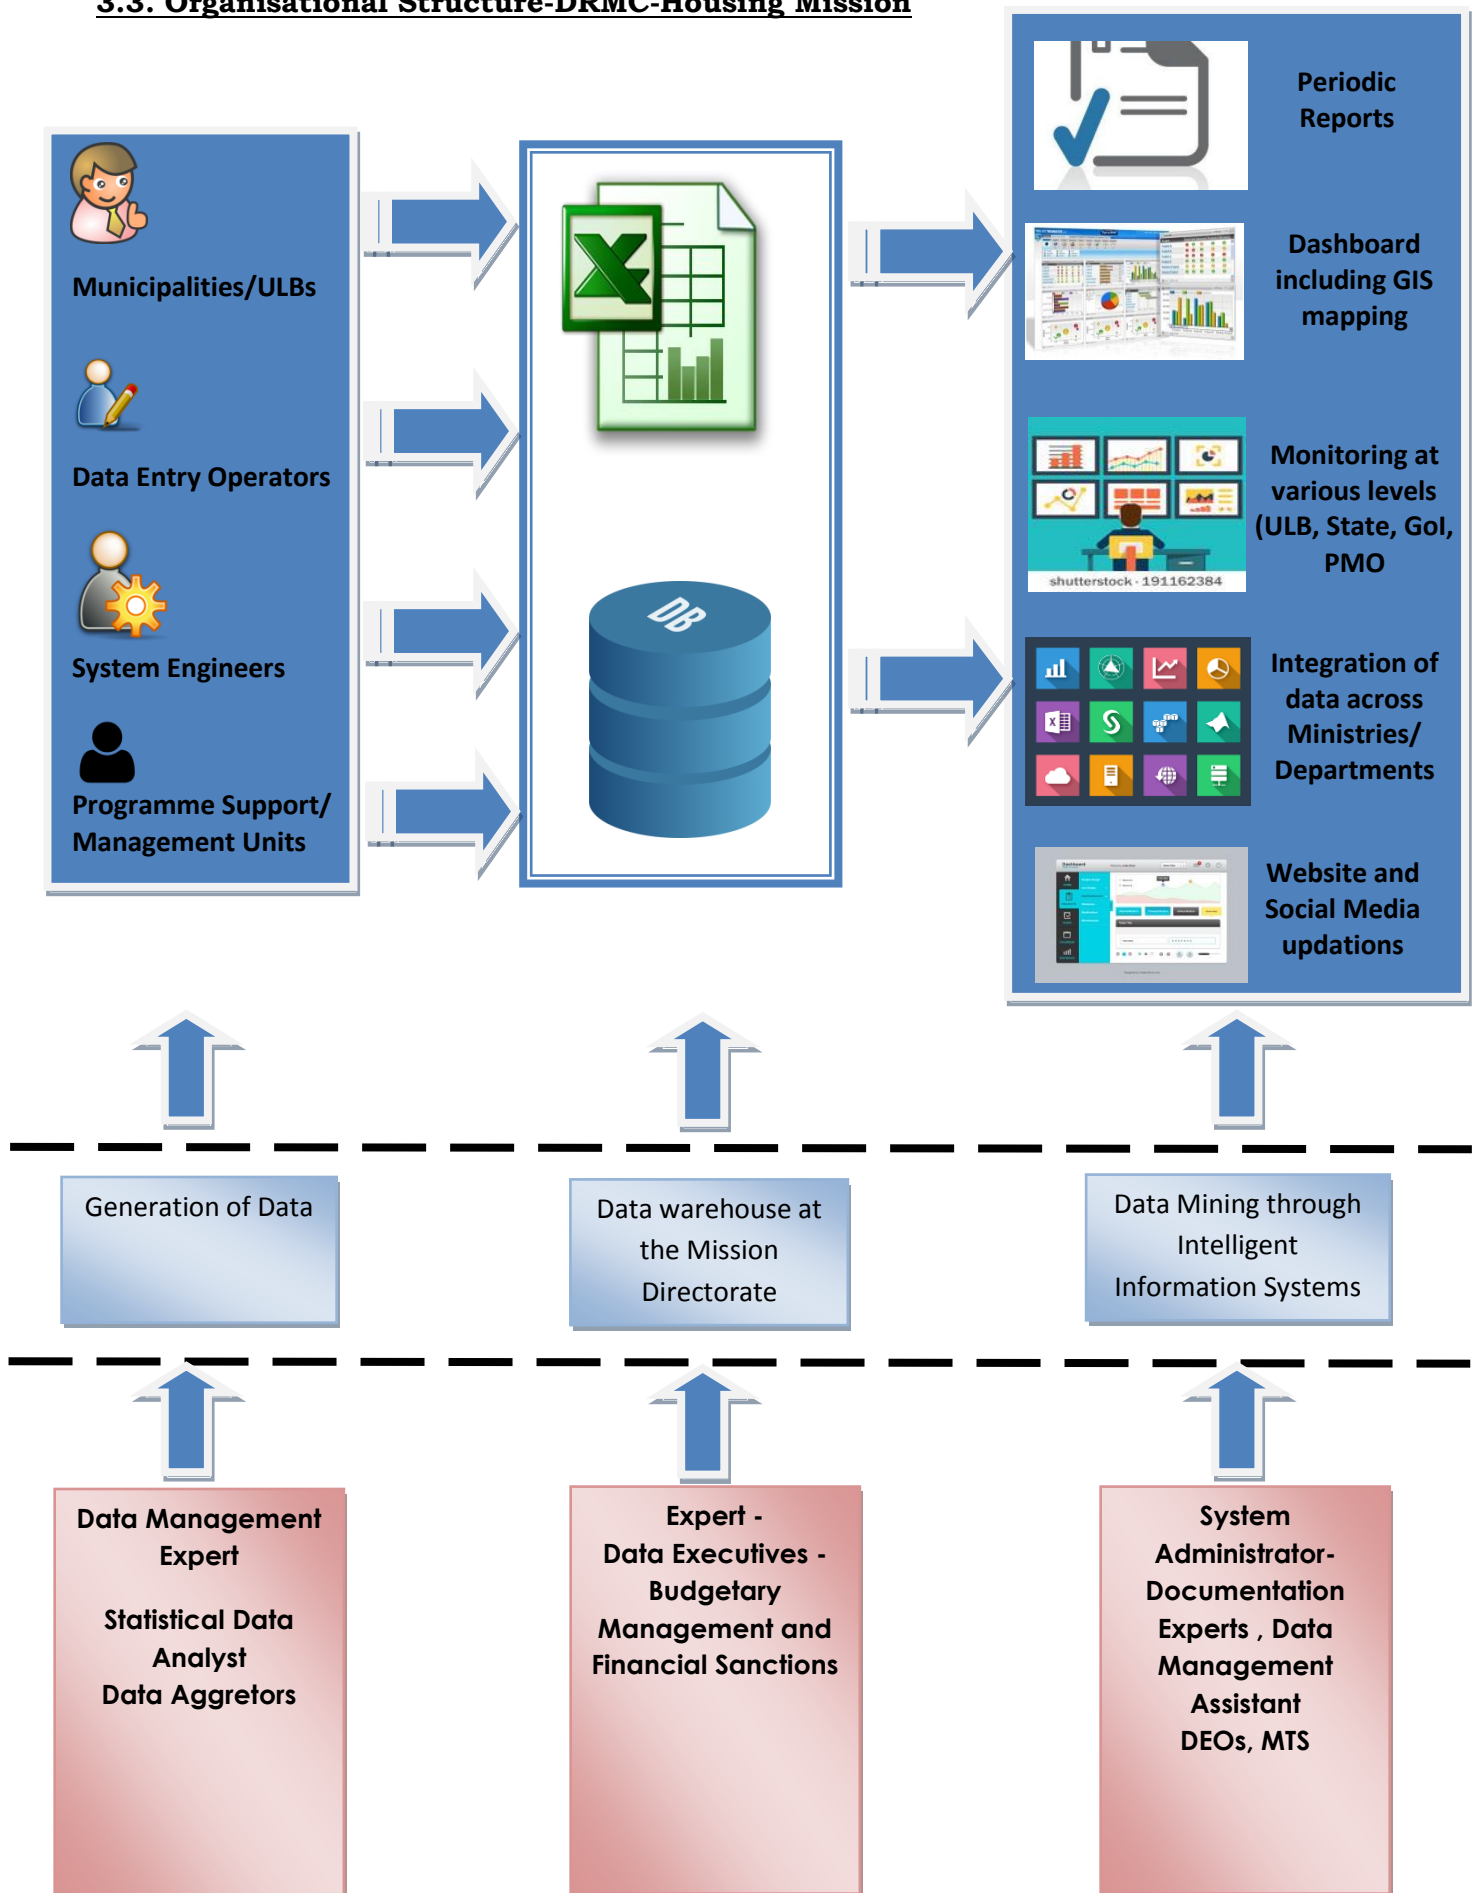 3.3. Organisational Structure-DRMC-Housing Mission
Municipalities/ULBs
Data Entry Operators
System Engineers
Programme Support/
Management Units
DB
Periodic
Reports
Dashboard
including GIS
mapping
Monitoring at
various levels
(ULB, State, GoI,
PMO
shutterstock · 191162384
Integration of
data across
Ministries/
Departments
Dashboard
Website and
Social Media
updations
Generation of Data
Data warehouse at
the Mission
Directorate
Data Mining through
Intelligent
Information Systems
Data Management
Expert
Statistical Data
Analyst
Data Aggretors
Expert -
Data Executives -
Budgetary
Management and
Financial Sanctions
System
Administrator-
Documentation
Experts , Data
Management
Assistant
DEOs, MTS